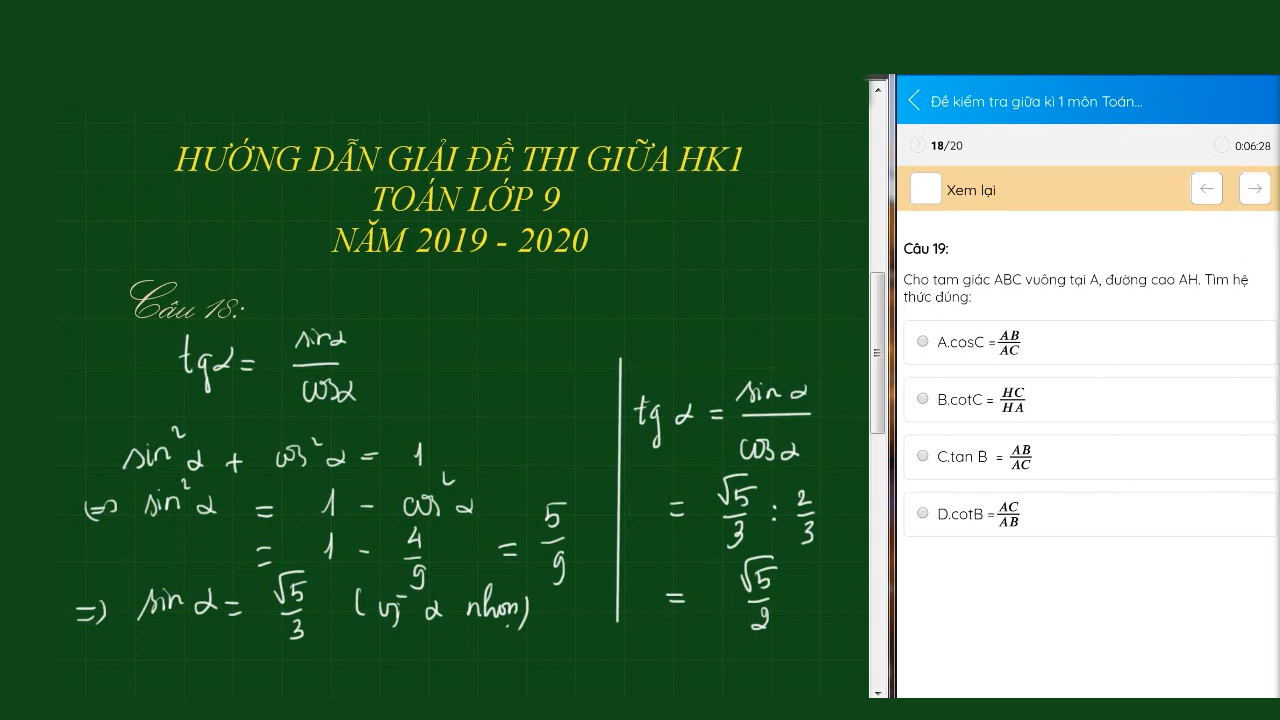 HƯỚNG DẪN GIẢI ĐỀ THI GIỮA HK1
TOÁN LỚP 9
NĂM 2019 - 2020
Câu 18:
tgα = sinα/cosα
sin²α + cos²α = 1
⇔ sin²α = 1 - cos²α
= 1 - 4/9 = 5/9
⇒ sin α = √5/3 (vì α nhọn)
tg α = sin α/cosα
= √5/3 : 2/3
= √5/2
Đề kiểm tra giữa kì 1 môn Toán...
18/20 0:06:28
Xem lại
Câu 19:
Cho tam giác ABC vuông tại A, đường cao AH. Tìm hệ
thức đúng:
A.cosC = AB/AC
B.cotC = HC/HA
C.tan B = AB/AC
D.cotB = AC/AB